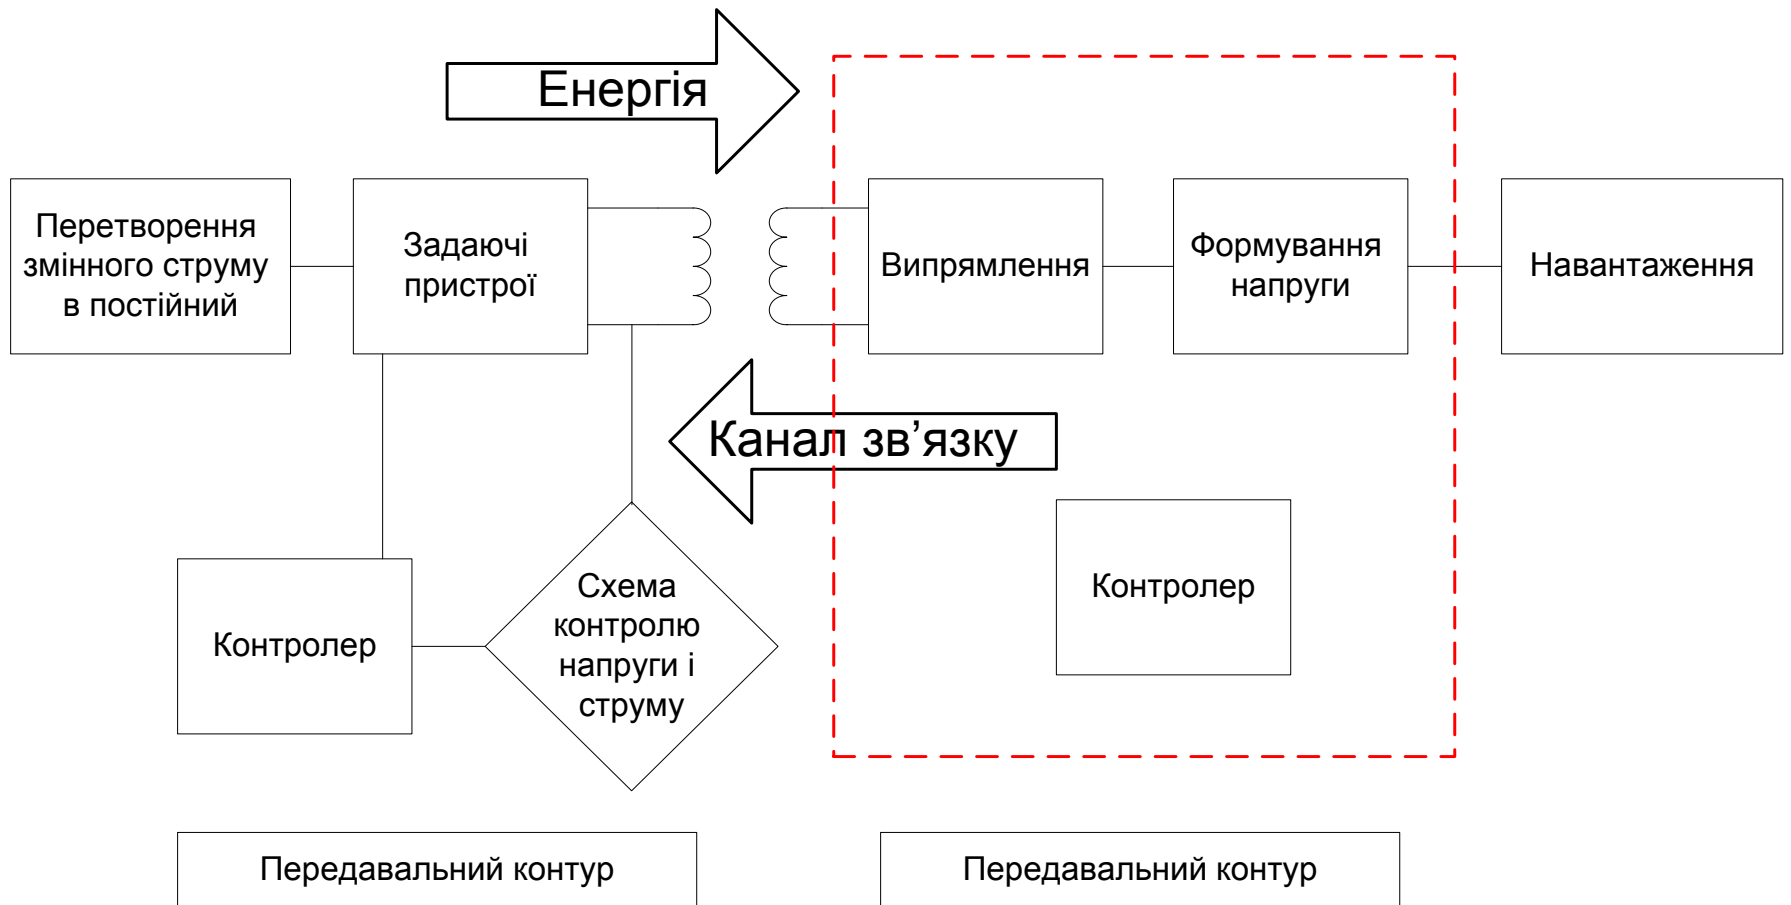 Енергія
Перетворення
змінного струму
в постійний
Задаючі
пристрої
Випрямлення
Формування
напруги
Навантаження
Канал зв’язку
Контролер
Схема
контролю
напруги і
струму
Контролер
Передавальний контур
Передавальний контур